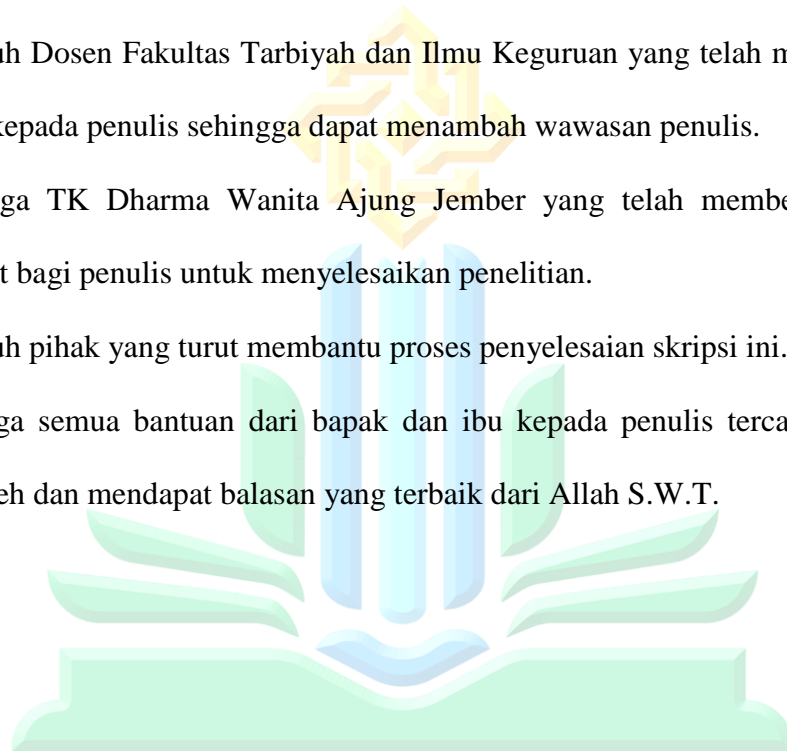 uh Dosen Fakultas Tarbiyah dan Ilmu Keguruan yang telah m
kepada penulis sehingga dapat menambah wawasan penulis.
ga TK Dharma Wanita Ajung Jember yang telah membe
t bagi penulis untuk menyelesaikan penelitian.
uh pihak yang turut membantu proses penyelesaian skripsi ini.
ga semua bantuan dari bapak dan ibu kepada penulis terca
eh dan mendapat balasan yang terbaik dari Allah S.W.T.